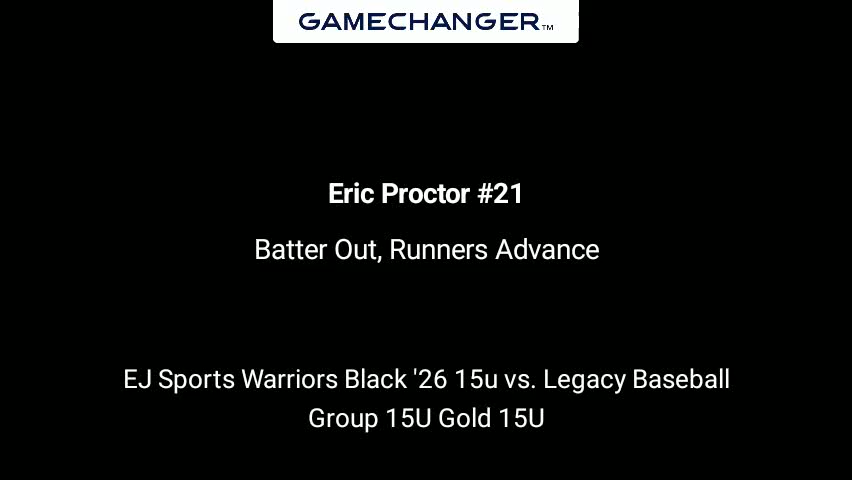 GAMECHANGER™
Eric Proctor #21
Batter Out, Runners Advance
EJ Sports Warriors Black '26 15u vs. Legacy Baseball
Group 15U Gold 15U